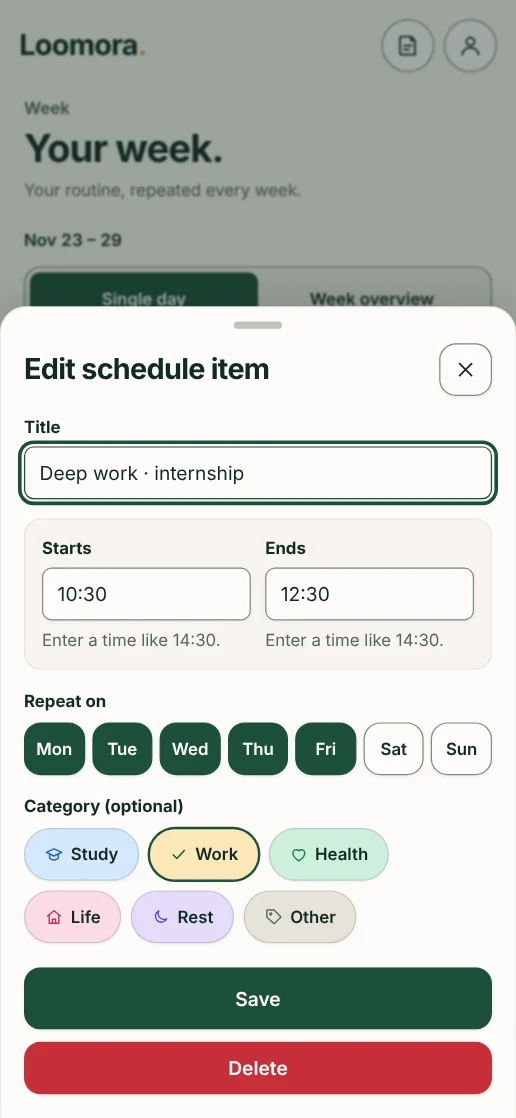 Loomora.
Week
Your week.
Your routine, repeated every week.
Nov 23 – 29
Single day Week overview
Edit schedule item
Title
Deep work · internship
Starts Ends
10:30 12:30
Enter a time like 14:30. Enter a time like 14:30.
Repeat on
Mon Tue Wed Thu Fri Sat Sun
Category (optional)
Study Work Health
Life Rest Other
Save
Delete